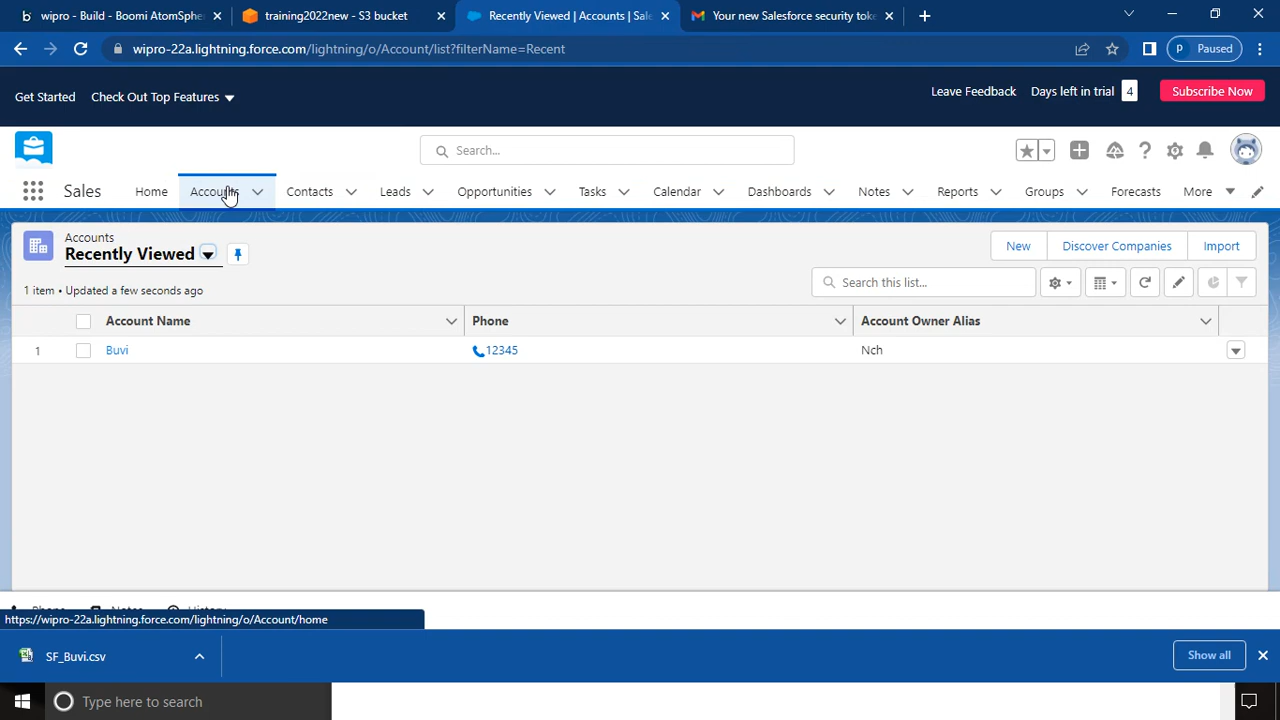 wipro - Build - Boomi AtomSphe
training2022new - S3 bucket
Recently Viewed | Accounts | Sale
Your new Salesforce security toke
wipro-22a.lightning.force.com/lightning/o/Account/list?filterName=Recent
P Paused
Get Started
Check Out Top Features
Leave Feedback
Days left in trial 4
Subscribe Now
Search...
Sales
Home
Accounts
Contacts
Leads
Opportunities
Tasks
Calendar
Dashboards
Notes
Reports
Groups
Forecasts
More
Accounts
Recently Viewed
New
Discover Companies
Import
1 item • Updated a few seconds ago
Search this list...
Account Name
Phone
Account Owner Alias
1
Buvi
12345
Nch
Phone
Notes
History
https://wipro-22a.lightning.force.com/lightning/o/Account/home
SF_Buvi.csv
Show all
Type here to search